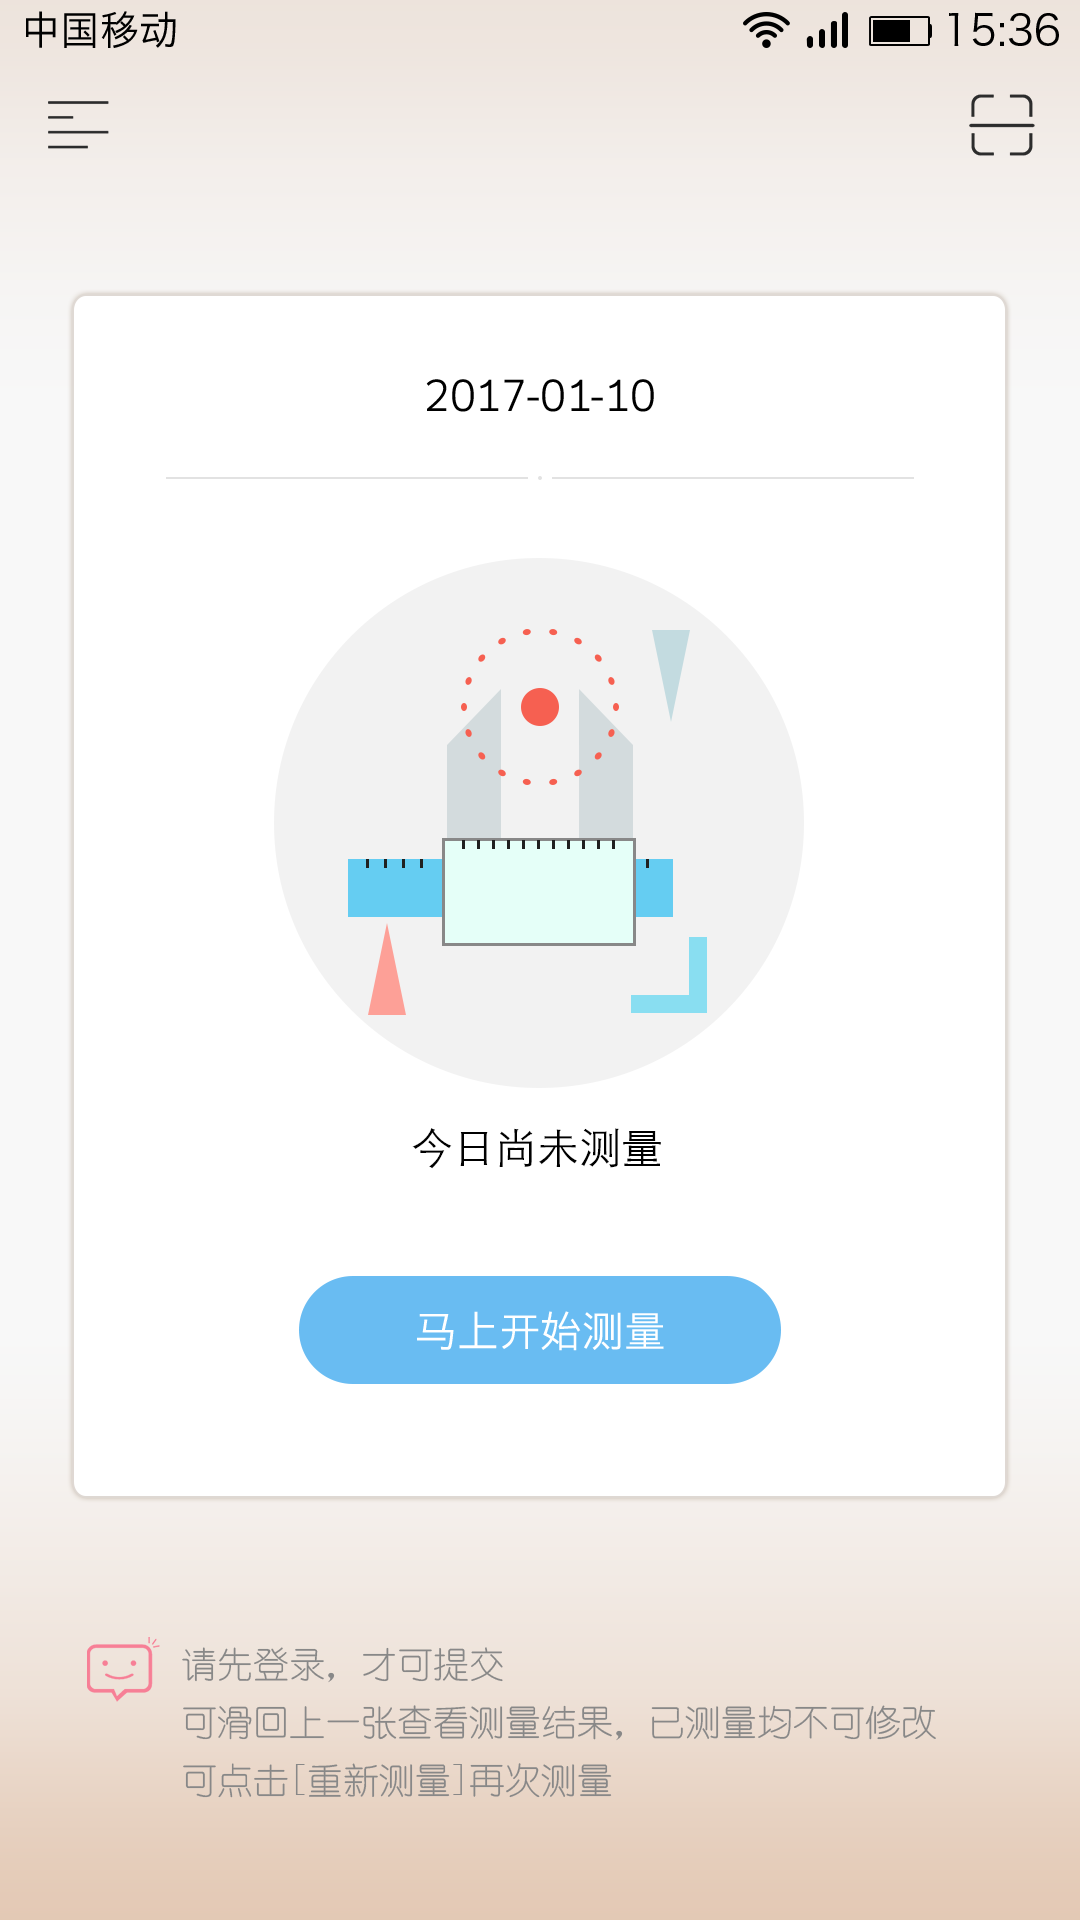 中国移动 15:36
2017-01-10
今日尚未测量
马上开始测量
请先登录，才可提交
可滑回上一张查看测量结果，已测量均不可修改
可点击[重新测量]再次测量